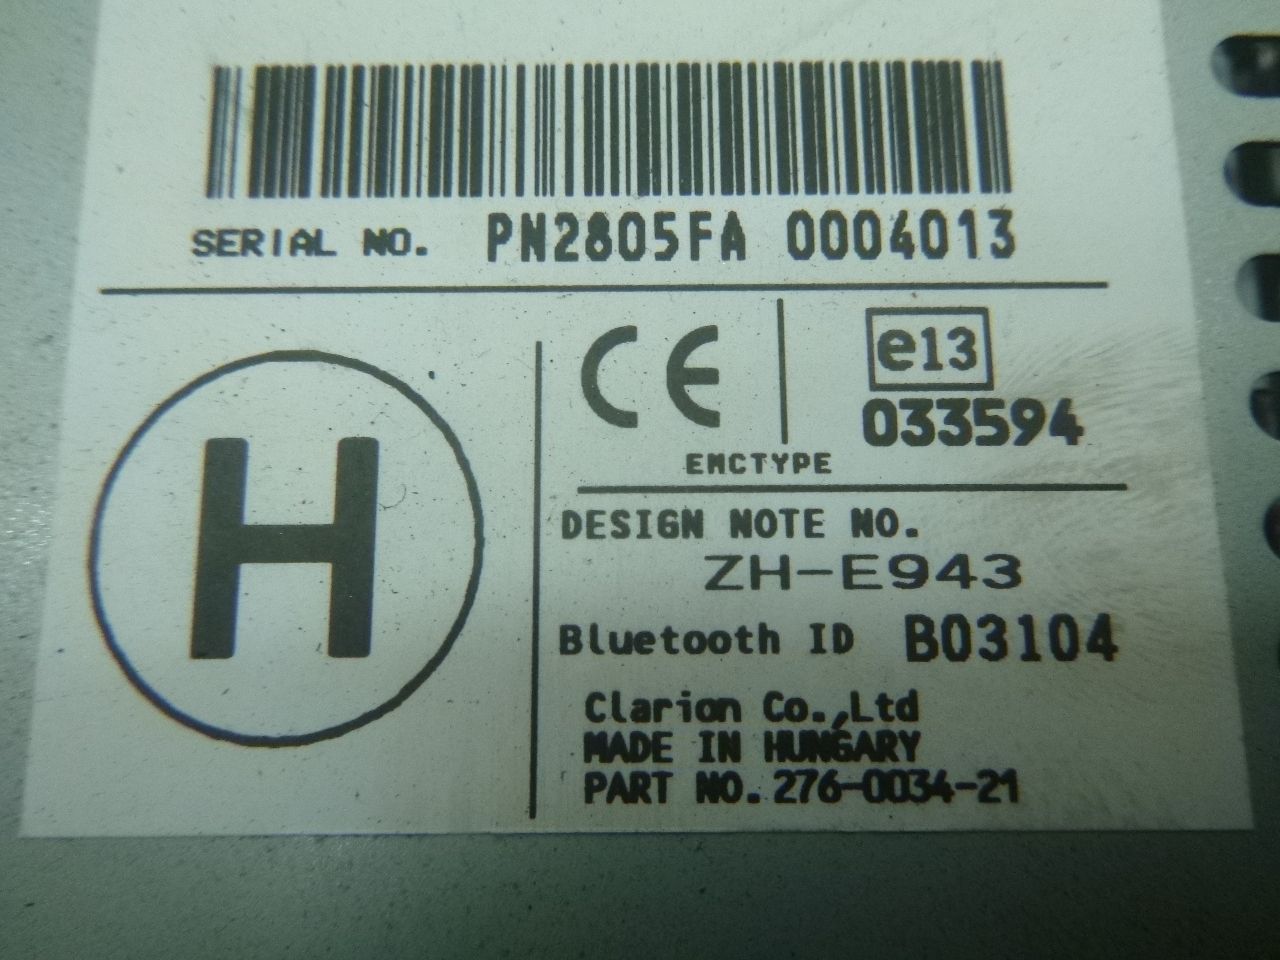 SERIAL NO. PN2805FA 0004013
H
CE
e13
033594
EMCTYPE
DESIGN NOTE NO.
ZH-E943
Bluetooth ID B03104
Clarion Co.,Ltd
MADE IN HUNGARY
PART NO. 276-0034-21